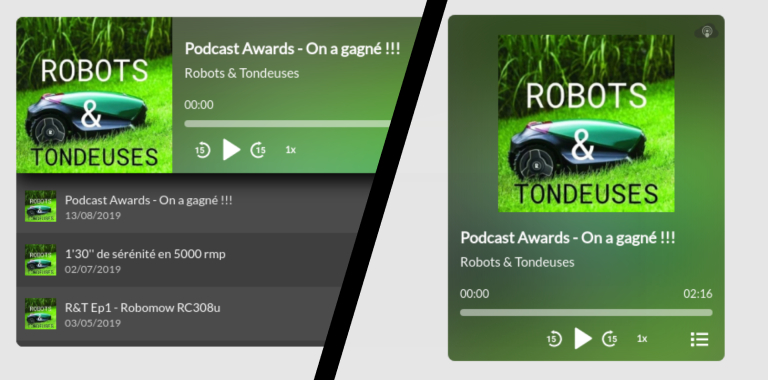 ROBOTS
&
TONDEUSES
Podcast Awards - On a gagné !!!
Robots & Tondeuses
00:00
15
15
1x
Podcast Awards - On a gagné !!!
13/08/2019
1'30'' de sérénité en 5000 rmp
02/07/2019
R&T Ep1 - Robomow RC308u
03/05/2019
ROBOTS
&
TONDEUSES
Podcast Awards - On a gagné !!!
Robots & Tondeuses
00:00 02:16
15
15
1x